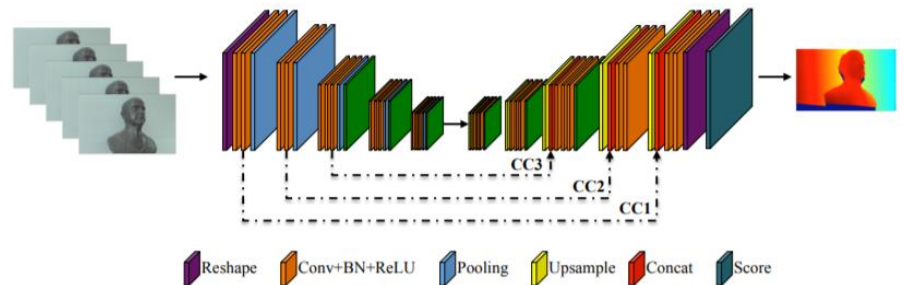 CC3
CC2
CC1
Reshape Conv+BN+ReLU Pooling Upsample Concat Score